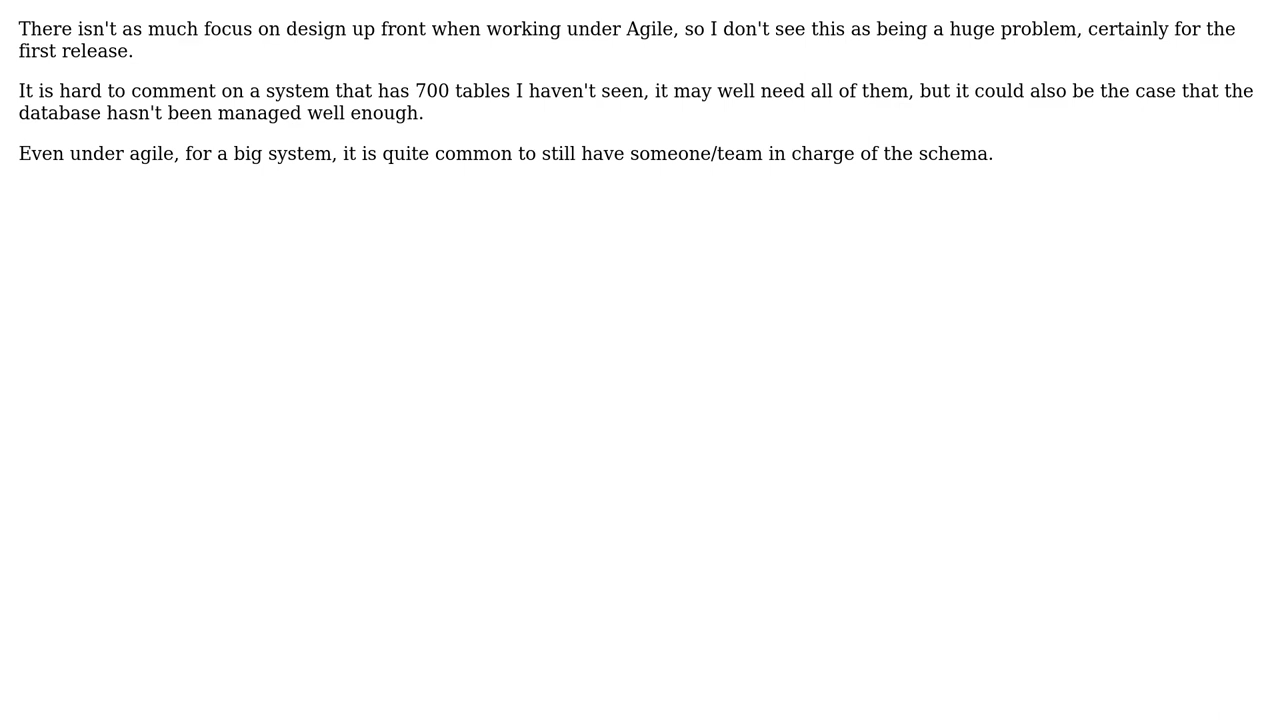 There isn't as much focus on design up front when working under Agile, so I don't see this as being a huge problem, certainly for the
first release.
It is hard to comment on a system that has 700 tables I haven't seen, it may well need all of them, but it could also be the case that the
database hasn't been managed well enough.
Even under agile, for a big system, it is quite common to still have someone/team in charge of the schema.